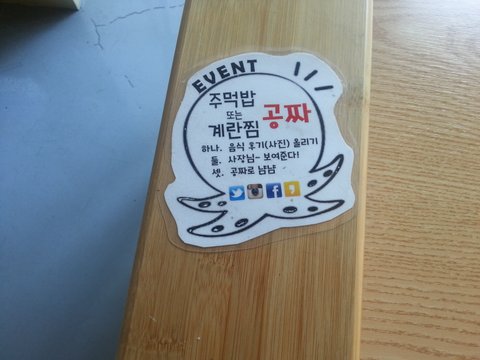 EVENT
주먹밥
또는
계란찜
공짜
하나. 음식 후기(사진) 올리기
둘. 사장님~ 보여준다!
셋. 공짜로 냠냠